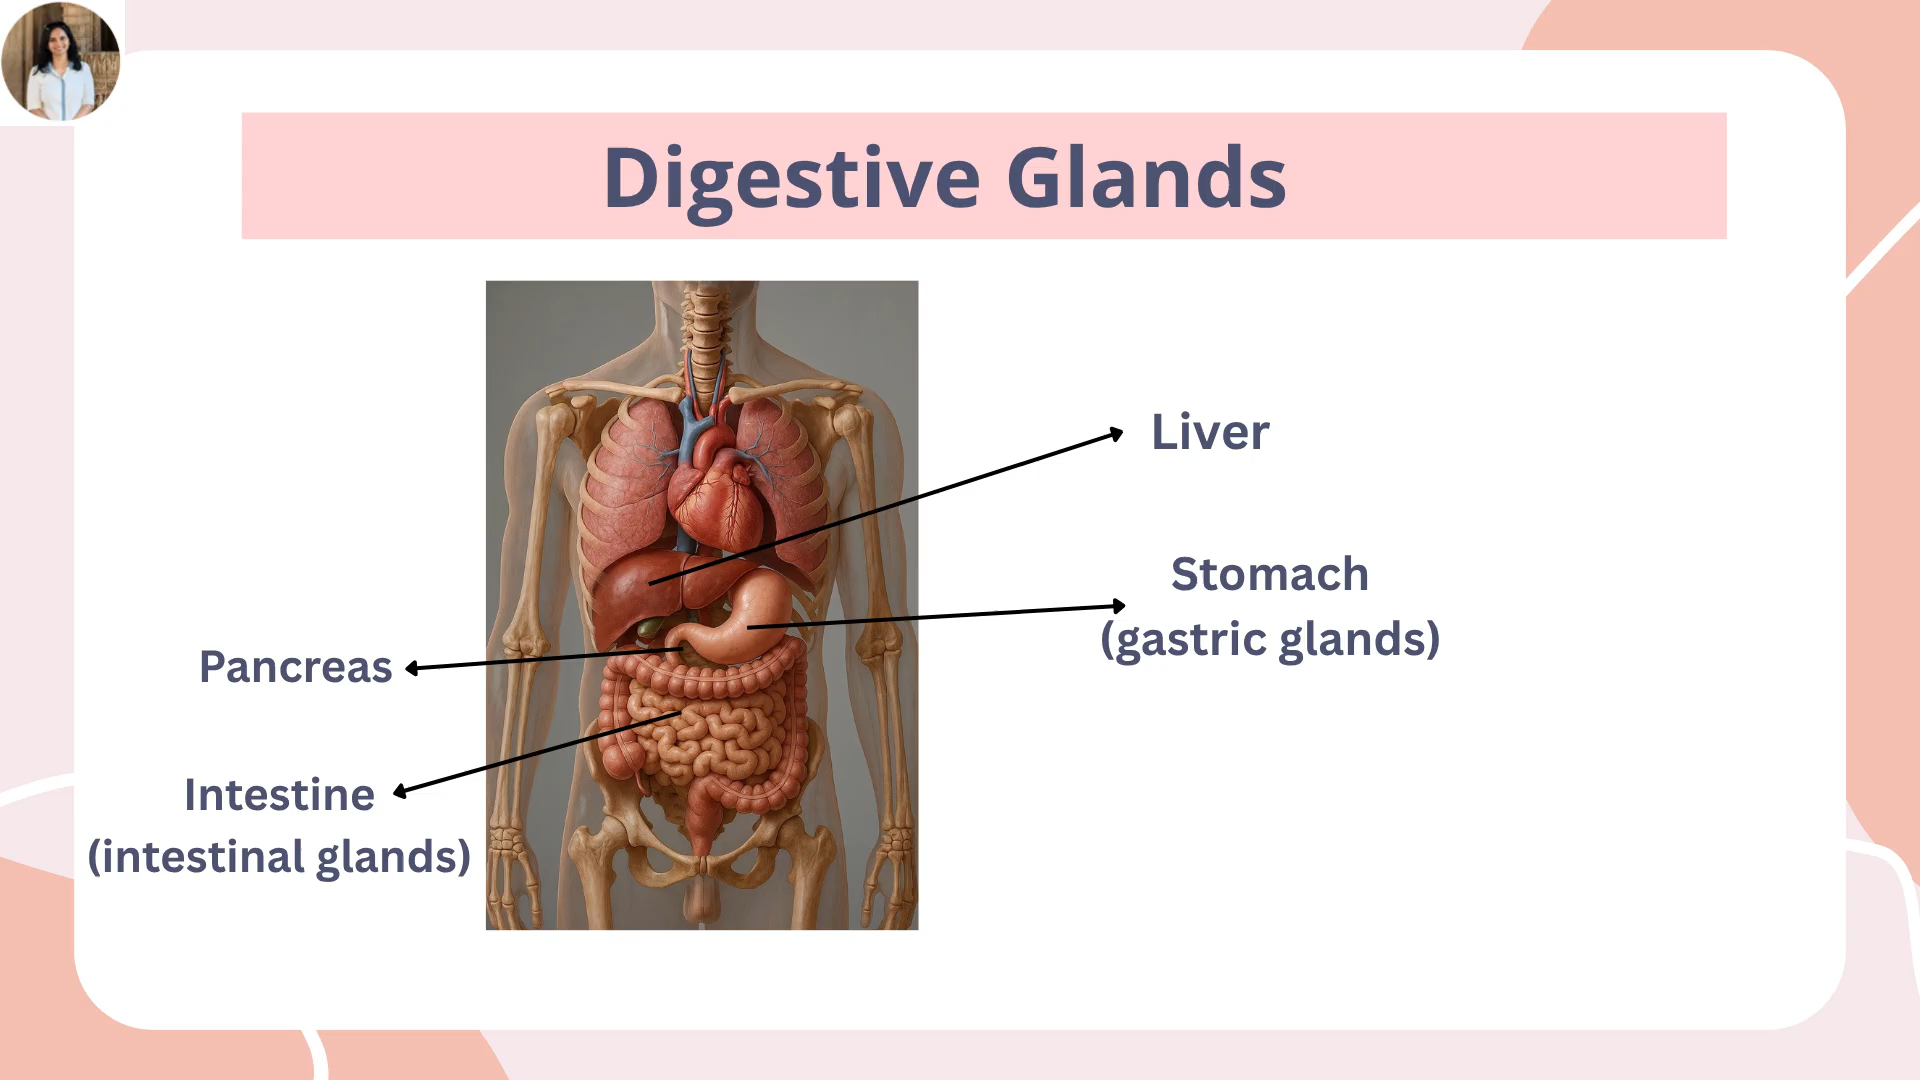 Digestive Glands
Liver
Stomach
(gastric glands)
Pancreas
Intestine
(intestinal glands)